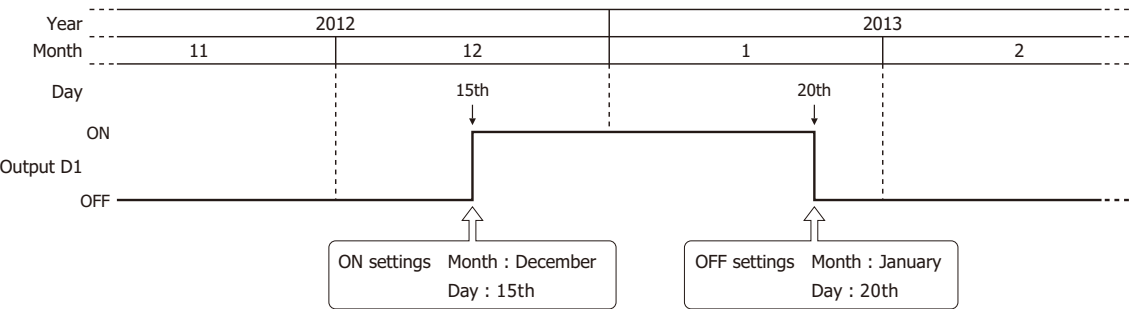 Year 2012 2013
Month 11 12 1 2
Day 15th 20th
ON
Output D1
OFF
ON settings Month : December
Day : 15th
OFF settings Month : January
Day : 20th